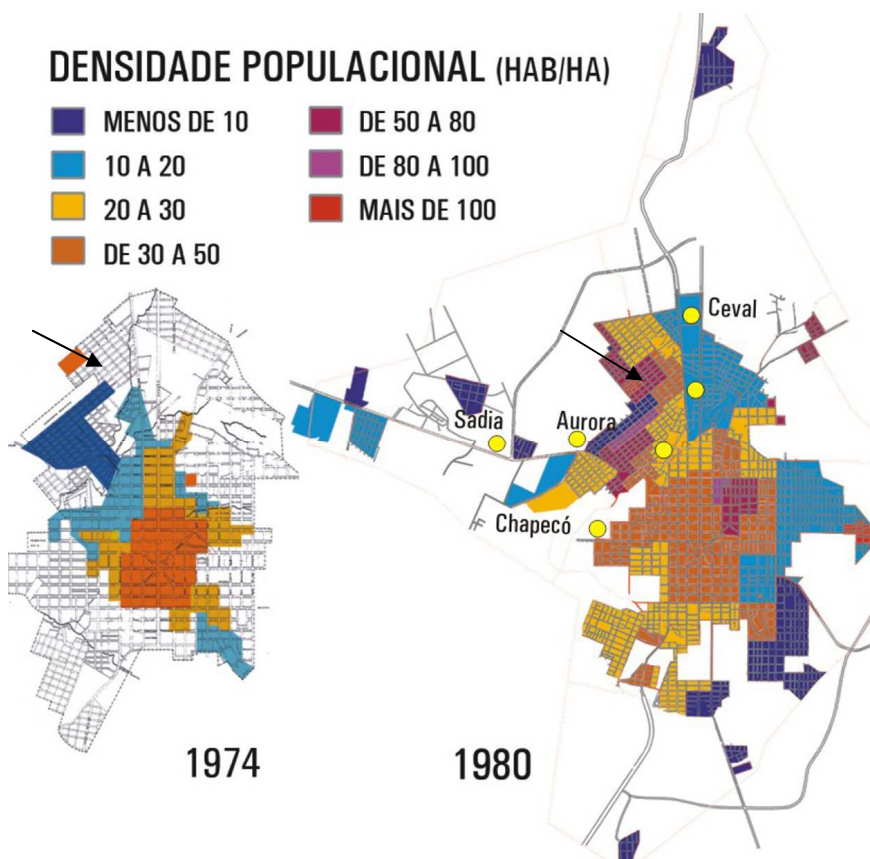 DENSIDADE POPULACIONAL (HAB/HA)
MENOS DE 10
10 A 20
20 A 30
DE 30 A 50
DE 50 A 80
DE 80 A 100
MAIS DE 100
Ceval
Sadia
Aurora
Chapecó
1974
1980